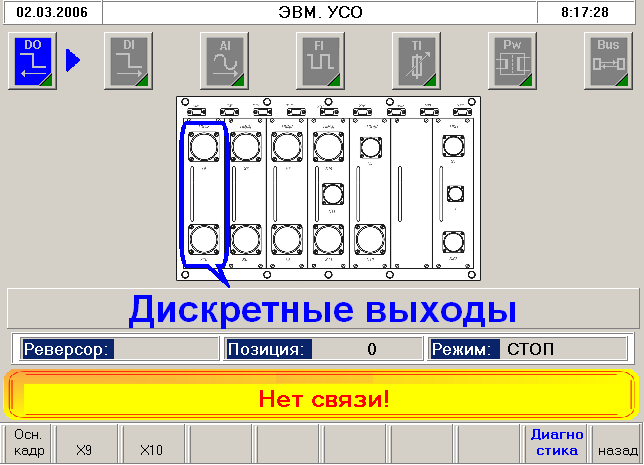 02.03.2006 ЭВМ. УСО 8:17:28
DO DI AI FI TI Pw Bus
Дискретные выходы
Реверсор: Позиция: 0 Режим: СТОП
Нет связи!
Осн. Диагно
кадр X9 X10 стика назад